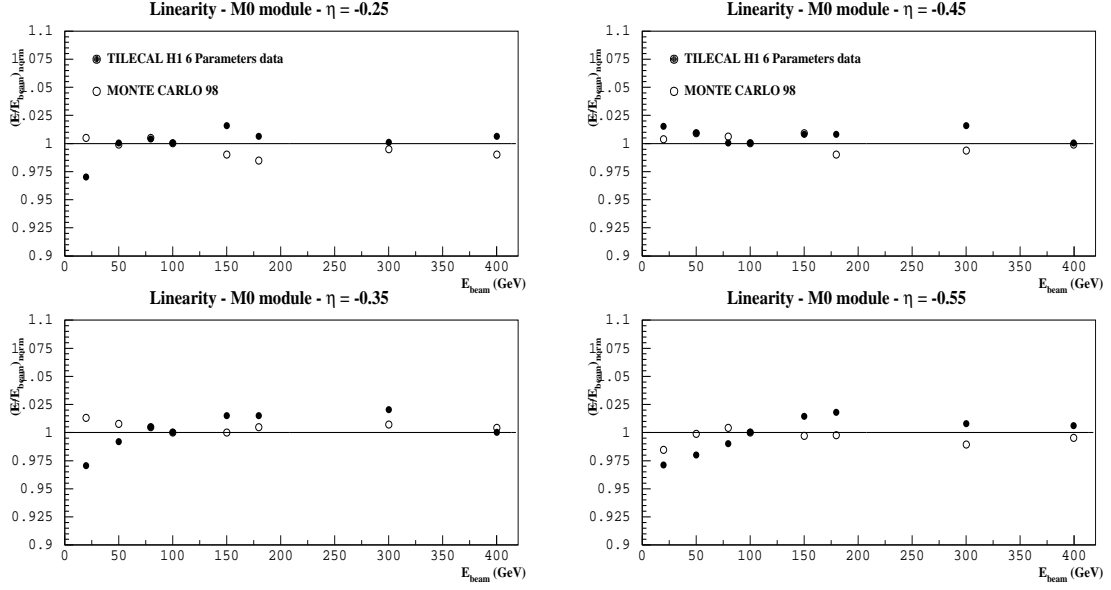 Linearity - M0 module - η = -0.25
(E/E_beam)_norm
1.1
1.075
1.05
1.025
1
0.975
0.95
0.925
0.9
TILECAL H1 6 Parameters data
MONTE CARLO 98
0 50 100 150 200 250 300 350 400
E_beam (GeV)
Linearity - M0 module - η = -0.45
(E/E_beam)_norm
1.1
1.075
1.05
1.025
1
0.975
0.95
0.925
0.9
TILECAL H1 6 Parameters data
MONTE CARLO 98
0 50 100 150 200 250 300 350 400
E_beam (GeV)
Linearity - M0 module - η = -0.35
(E/E_beam)_norm
1.1
1.075
1.05
1.025
1
0.975
0.95
0.925
0.9
0 50 100 150 200 250 300 350 400
E_beam (GeV)
Linearity - M0 module - η = -0.55
(E/E_beam)_norm
1.1
1.075
1.05
1.025
1
0.975
0.95
0.925
0.9
0 50 100 150 200 250 300 350 400
E_beam (GeV)